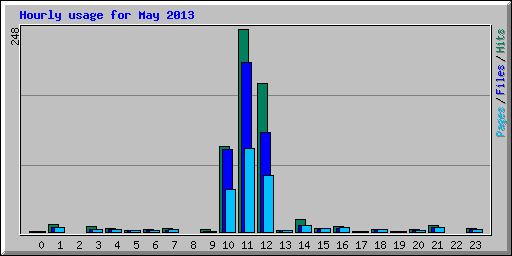 Hourly usage for May 2013
248
Pages/Files/Hits
0 1 2 3 4 5 6 7 8 9 10 11 12 13 14 15 16 17 18 19 20 21 22 23